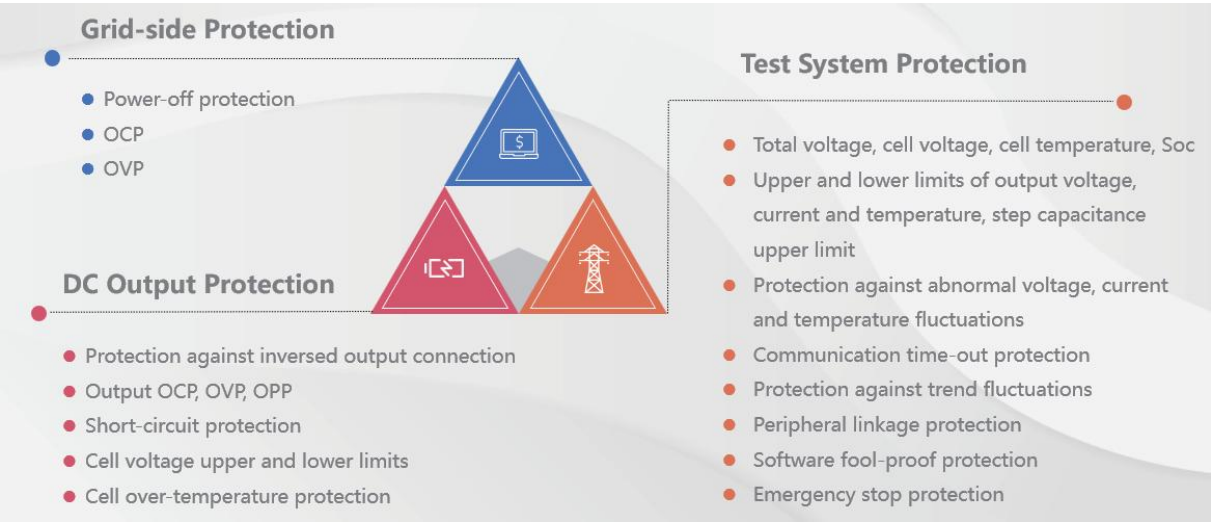 Grid-side Protection
Power-off protection
OCP
OVP
$
DC Output Protection
Protection against inversed output connection
Output OCP, OVP, OPP
Short-circuit protection
Cell voltage upper and lower limits
Cell over-temperature protection
Test System Protection
Total voltage, cell voltage, cell temperature, Soc
Upper and lower limits of output voltage,
current and temperature, step capacitance
upper limit
Protection against abnormal voltage, current
and temperature fluctuations
Communication time-out protection
Protection against trend fluctuations
Peripheral linkage protection
Software fool-proof protection
Emergency stop protection